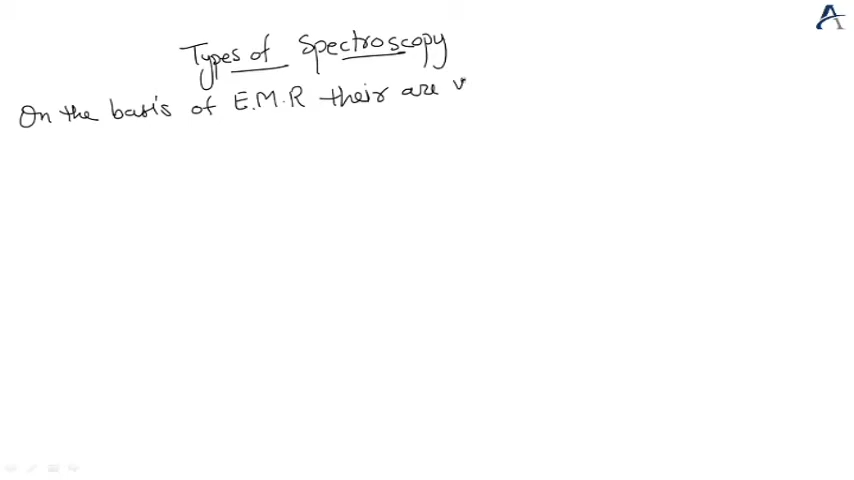 Types of Spectroscopy
On the basis of E.M.R their are v